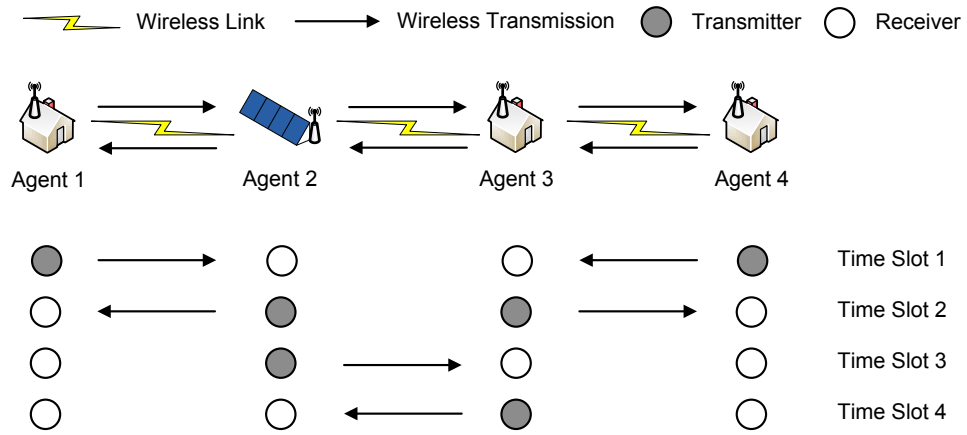 Wireless Link Wireless Transmission Transmitter Receiver
Agent 1 Agent 2 Agent 3 Agent 4
Time Slot 1
Time Slot 2
Time Slot 3
Time Slot 4